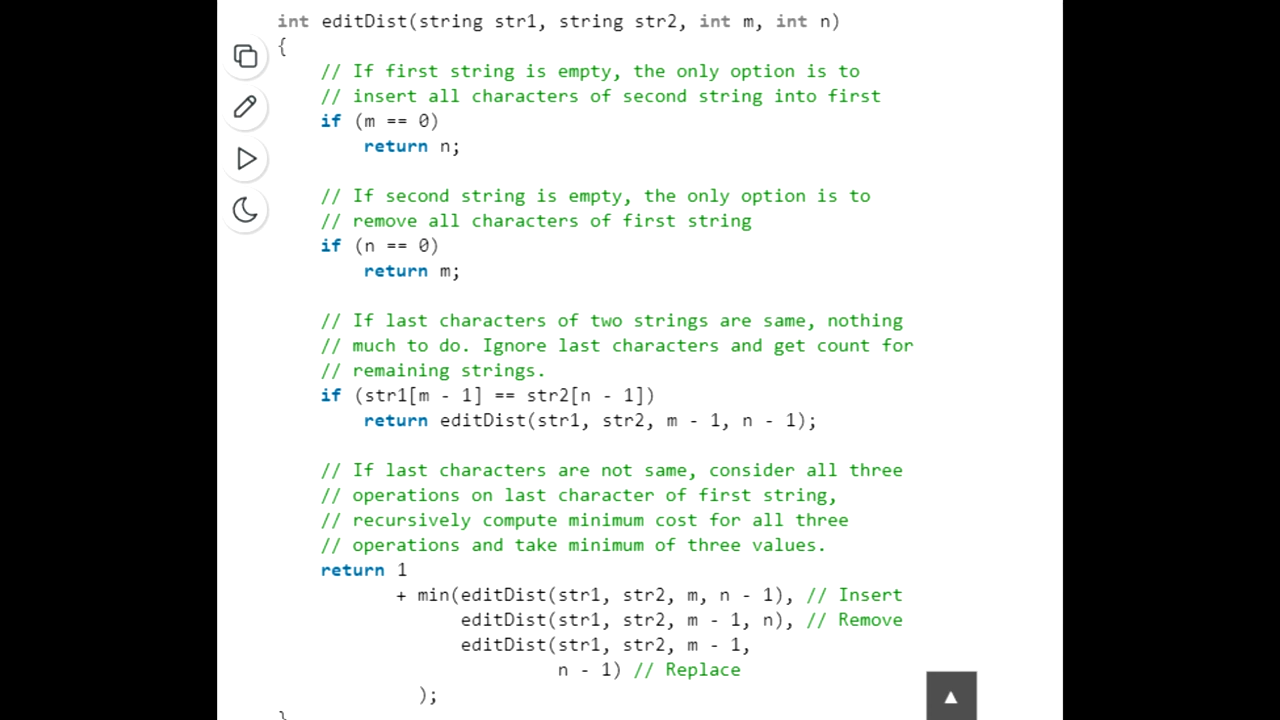 int editDist(string str1, string str2, int m, int n)
{
    // If first string is empty, the only option is to
    // insert all characters of second string into first
    if (m == 0)
        return n;

    // If second string is empty, the only option is to
    // remove all characters of first string
    if (n == 0)
        return m;

    // If last characters of two strings are same, nothing
    // much to do. Ignore last characters and get count for
    // remaining strings.
    if (str1[m - 1] == str2[n - 1])
        return editDist(str1, str2, m - 1, n - 1);

    // If last characters are not same, consider all three
    // operations on last character of first string,
    // recursively compute minimum cost for all three
    // operations and take minimum of three values.
    return 1
           + min(editDist(str1, str2, m, n - 1), // Insert
                 editDist(str1, str2, m - 1, n), // Remove
                 editDist(str1, str2, m - 1,
                          n - 1) // Replace
             );
}